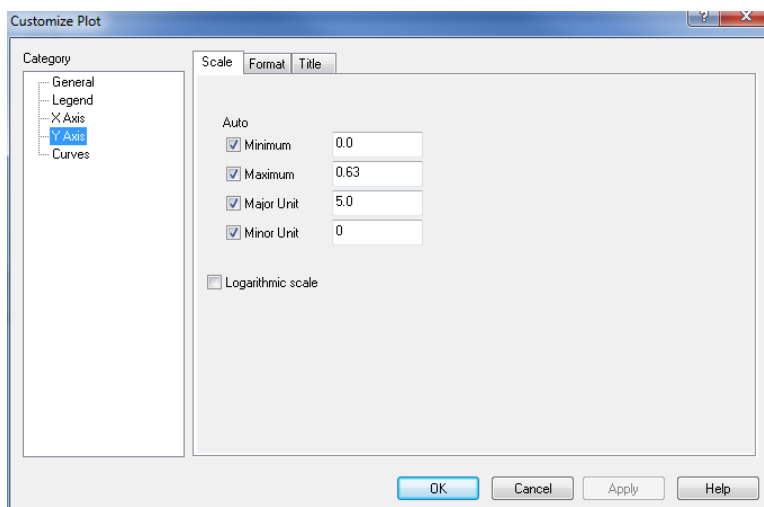 Customize Plot
? X
Category
General
Legend
X Axis
Y Axis
Curves
Scale Format Title
Auto
Minimum 0.0
Maximum 0.63
Major Unit 5.0
Minor Unit 0
Logarithmic scale
OK Cancel Apply Help